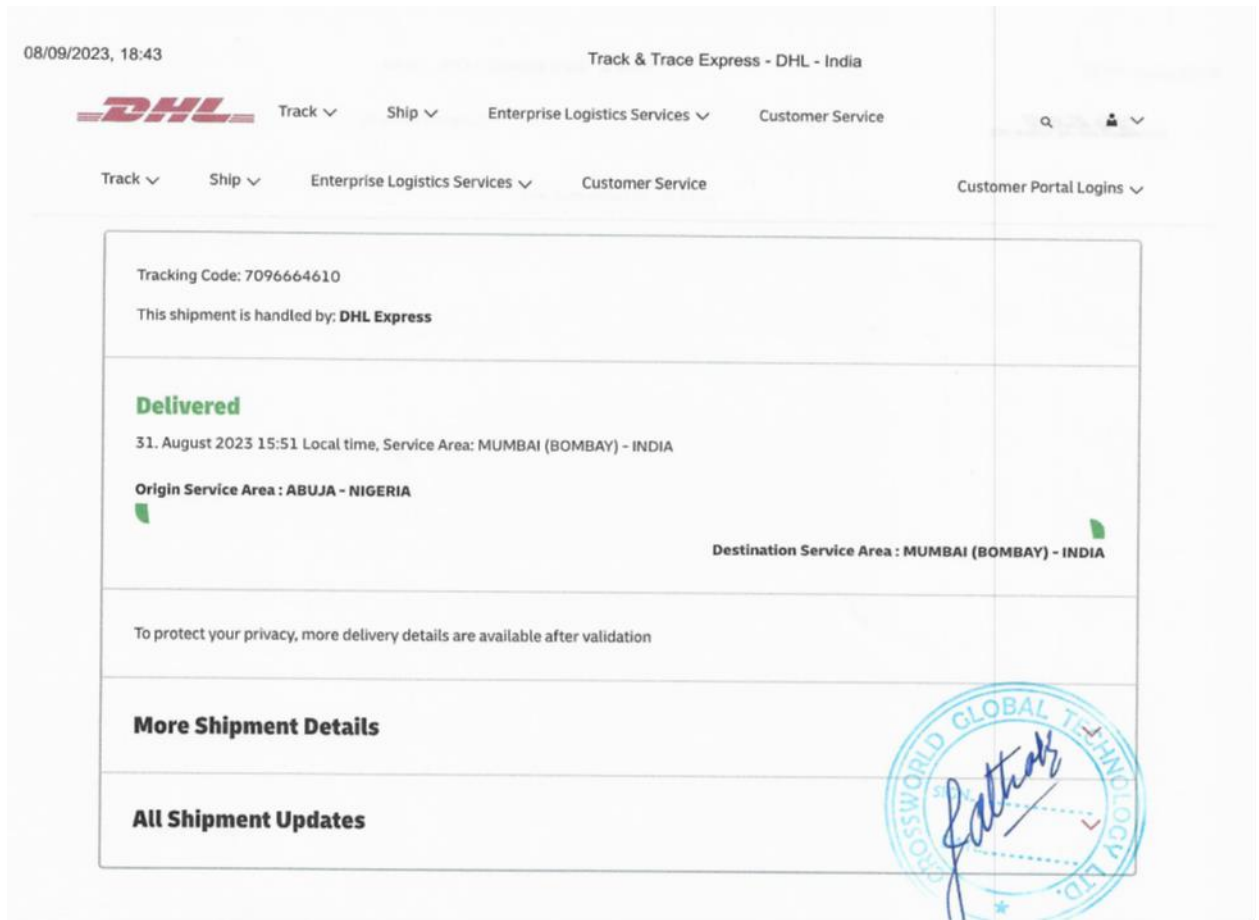 08/09/2023, 18:43 Track & Trace Express - DHL - India
DHL Track Ship Enterprise Logistics Services Customer Service
Track Ship Enterprise Logistics Services Customer Service Customer Portal Logins
Tracking Code: 7096664610
This shipment is handled by: DHL Express
Delivered
31. August 2023 15:51 Local time, Service Area: MUMBAI (BOMBAY) - INDIA
Origin Service Area : ABUJA - NIGERIA
Destination Service Area : MUMBAI (BOMBAY) - INDIA
To protect your privacy, more delivery details are available after validation
More Shipment Details
All Shipment Updates
CROSSWORLD GLOBAL TECHNOLOGY LTD.
SIGN